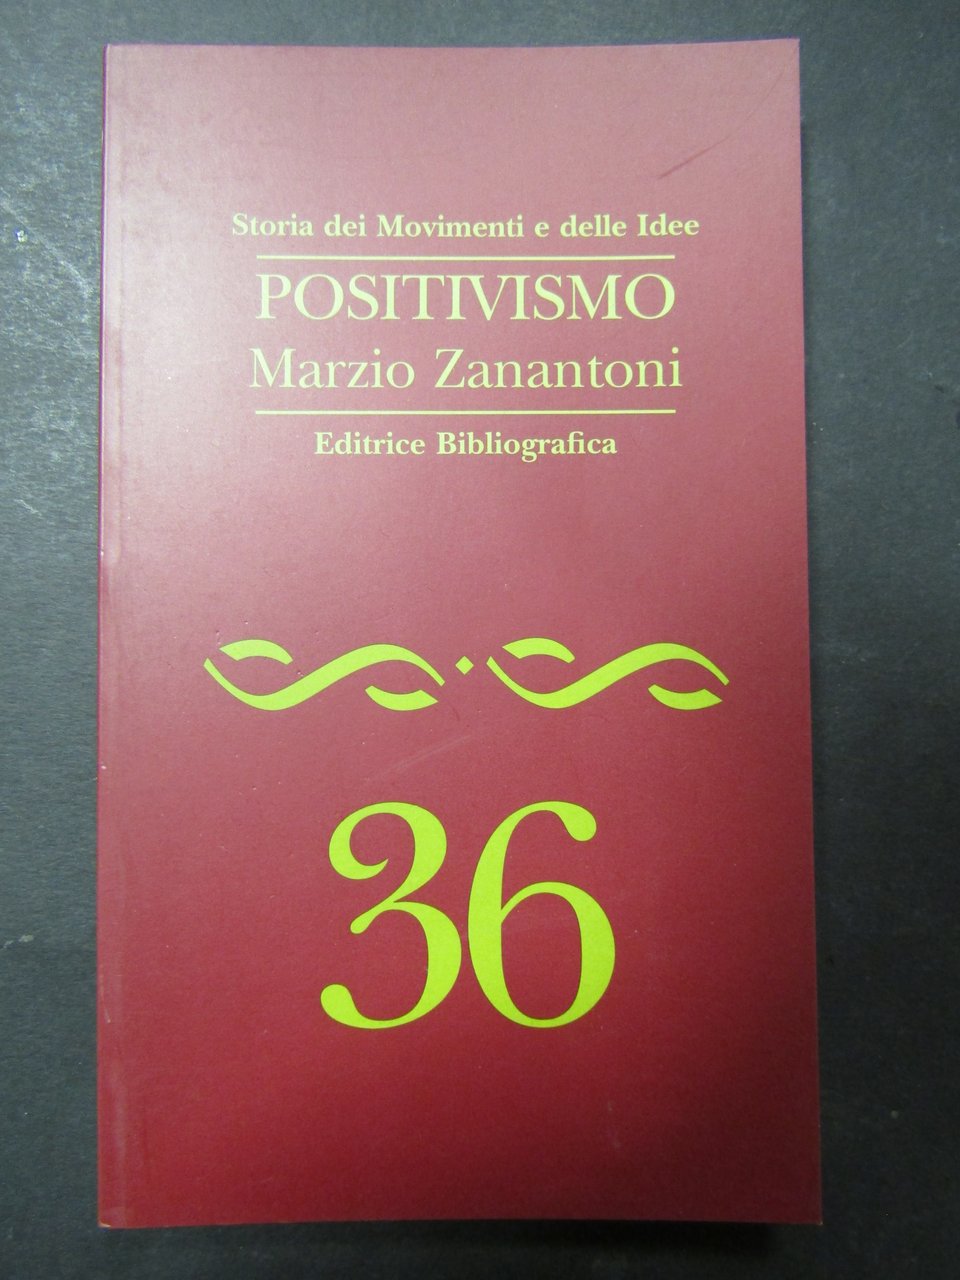 Storia dei Movimenti e delle Idee
POSITIVISMO
Marzio Zanantoni
Editrice Bibliografica
36